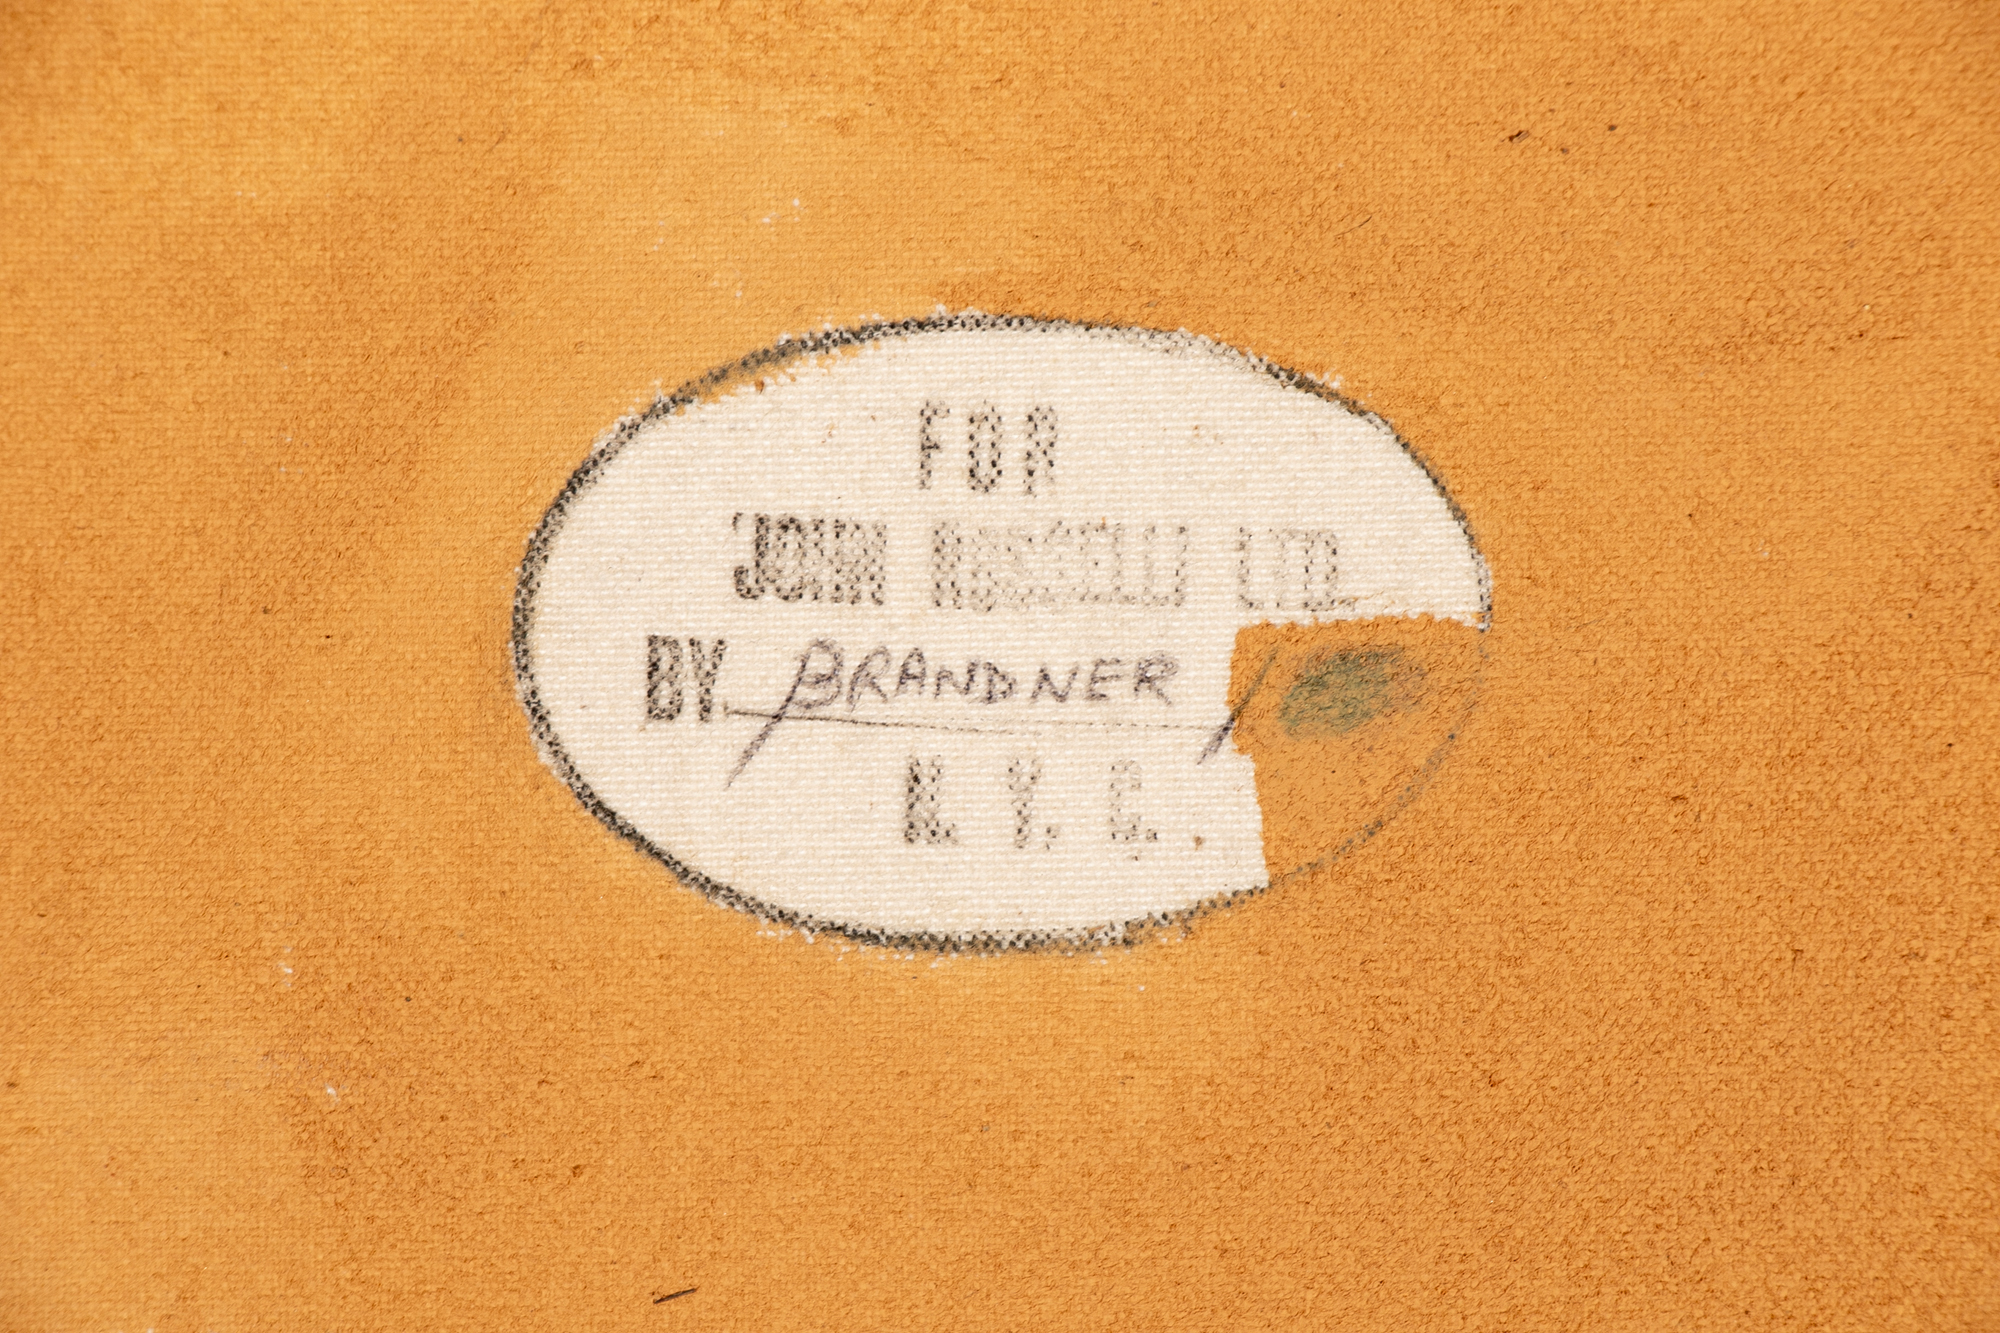 FOR
JOHN ROSSELLI LTD.
BY BRANDNER
N. Y. C.